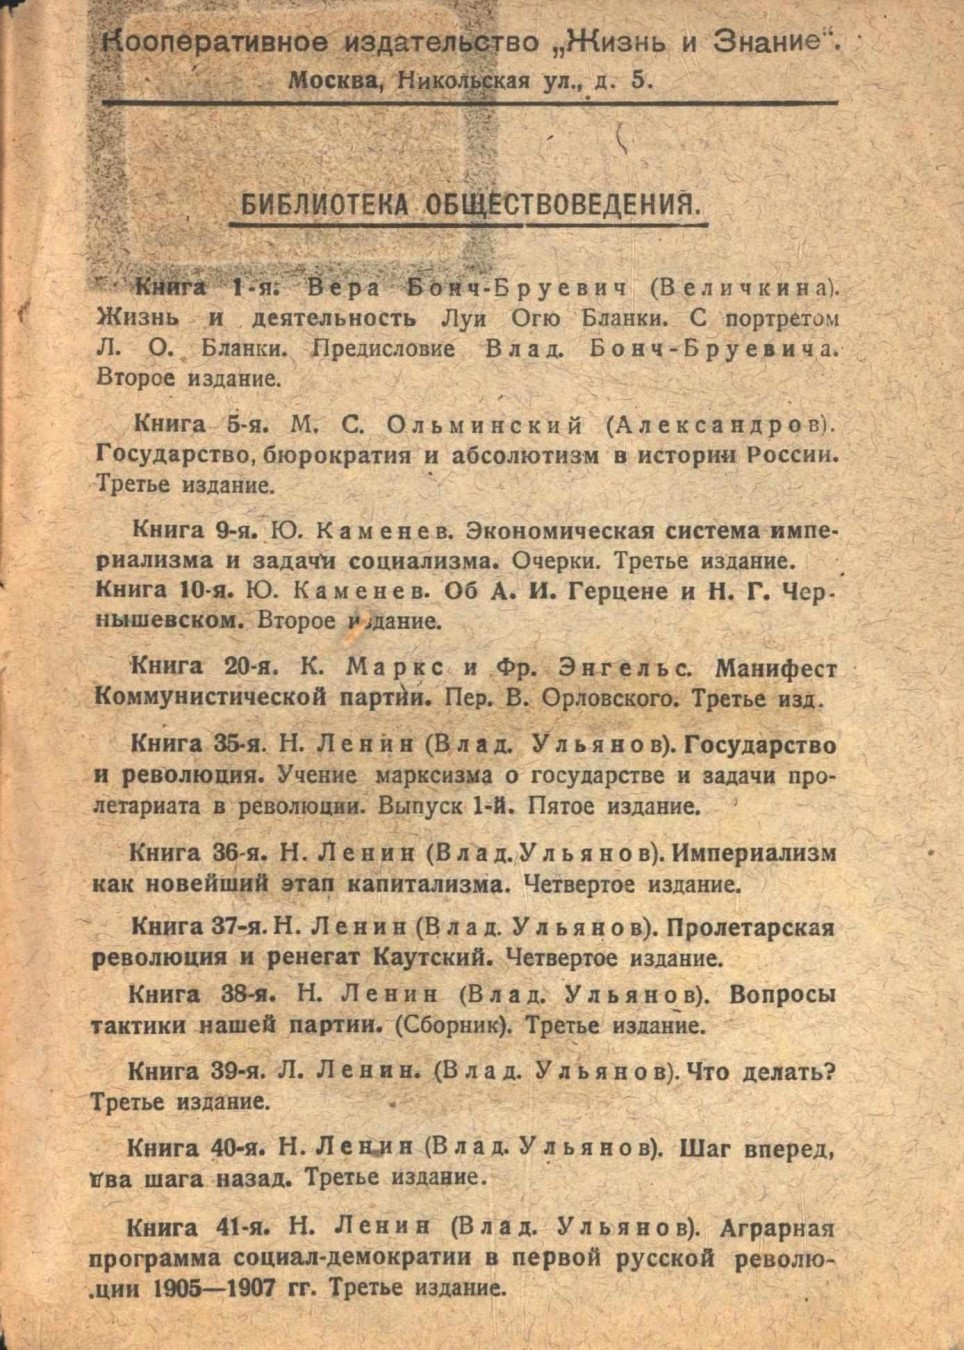 Кооперативное издательство „Жизнь и Знание“.
Москва, Никольская ул., д. 5.
БИБЛИОТЕКА ОБЩЕСТВОВЕДЕНИЯ.
Книга 1-я. Вера Бонч-Бруевич (Величкина).
Жизнь и деятельность Луи Огю Бланки. С портретом
Л. О. Бланки. Предисловие Влад. Бонч-Бруевича.
Второе издание.
Книга 5-я. М. С. Ольминский (Александров).
Государство, бюрократия и абсолютизм в истории России.
Третье издание.
Книга 9-я. Ю. Каменев. Экономическая система импе-
риализма и задачи социализма. Очерки. Третье издание.
Книга 10-я. Ю. Каменев. Об А. И. Герцене и Н. Г. Чер-
нышевском. Второе издание.
Книга 20-я. К. Маркс и Фр. Энгельс. Манифест
Коммунистической партии. Пер. В. Орловского. Третье изд.
Книга 35-я. Н. Ленин (Влад. Ульянов). Государство
и революция. Учение марксизма о государстве и задачи про-
летариата в революции. Выпуск 1-й. Пятое издание.
Книга 36-я. Н. Ленин (Влад. Ульянов). Империализм
как новейший этап капитализма. Четвертое издание.
Книга 37-я. Н. Ленин (Влад. Ульянов). Пролетарская
революция и ренегат Каутский. Четвертое издание.
Книга 38-я. Н. Ленин (Влад. Ульянов). Вопросы
тактики нашей партии. (Сборник). Третье издание.
Книга 39-я. Л. Ленин. (Влад. Ульянов). Что делать?
Третье издание.
Книга 40-я. Н. Ленин (Влад. Ульянов). Шаг вперед,
два шага назад. Третье издание.
Книга 41-я. Н. Ленин (Влад. Ульянов). Аграрная
программа социал-демократии в первой русской револю-
ции 1905—1907 гг. Третье издание.